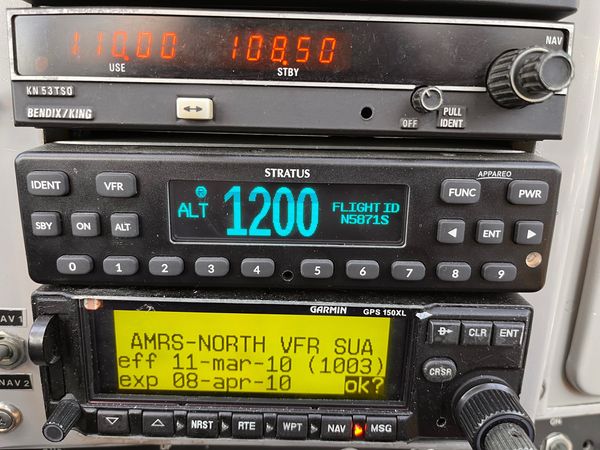 110.00 108.50 NAV
USE STBY
KN 53 TSO
BENDIX/KING
OFF PULL IDENT
STRATUS
APPAREO
IDENT VFR FUNC PWR
ALT 1200 FLIGHT ID
N5871S
SBY ON ALT ENT
0 1 2 3 4 5 6 7 8 9
GARMIN GPS 150XL
AMRS-NORTH VFR SUA
eff 11-mar-10 (1003)
exp 08-apr-10 ok?
D CLR ENT
CRSR
NRST RTE WPT NAV MSG
NAV 2
ON